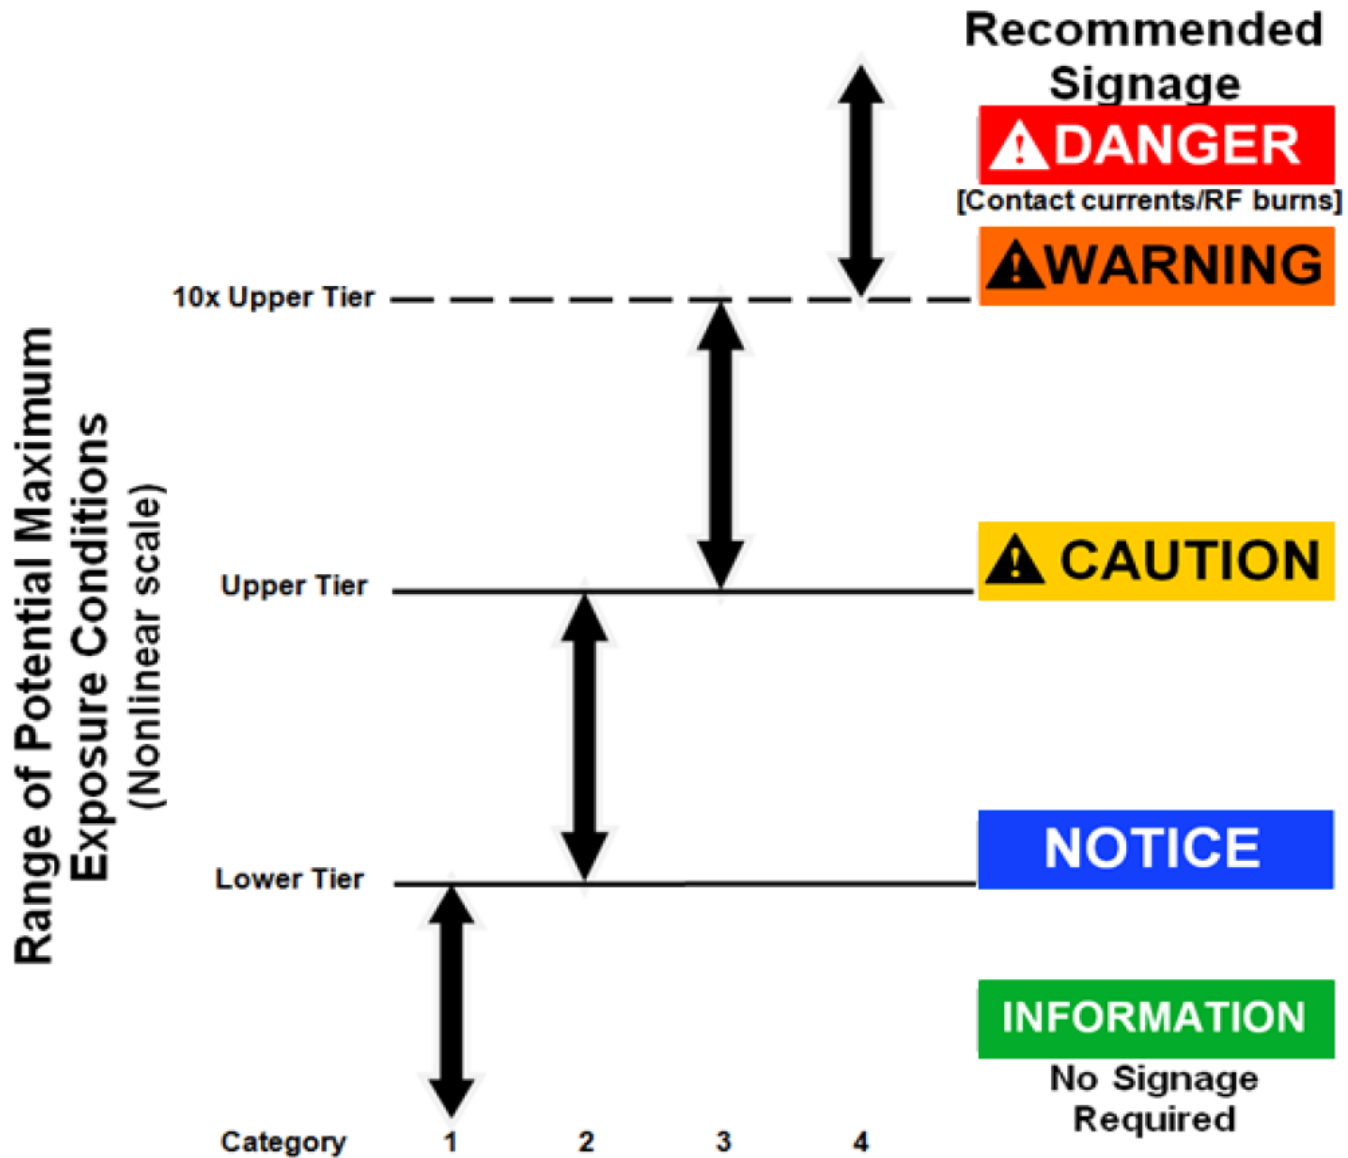 Recommended
Signage
DANGER
[Contact currents/RF burns]
WARNING
10x Upper Tier
Range of Potential Maximum
Exposure Conditions
(Nonlinear scale)
Upper Tier
CAUTION
Lower Tier
NOTICE
INFORMATION
No Signage
Required
Category 1 2 3 4